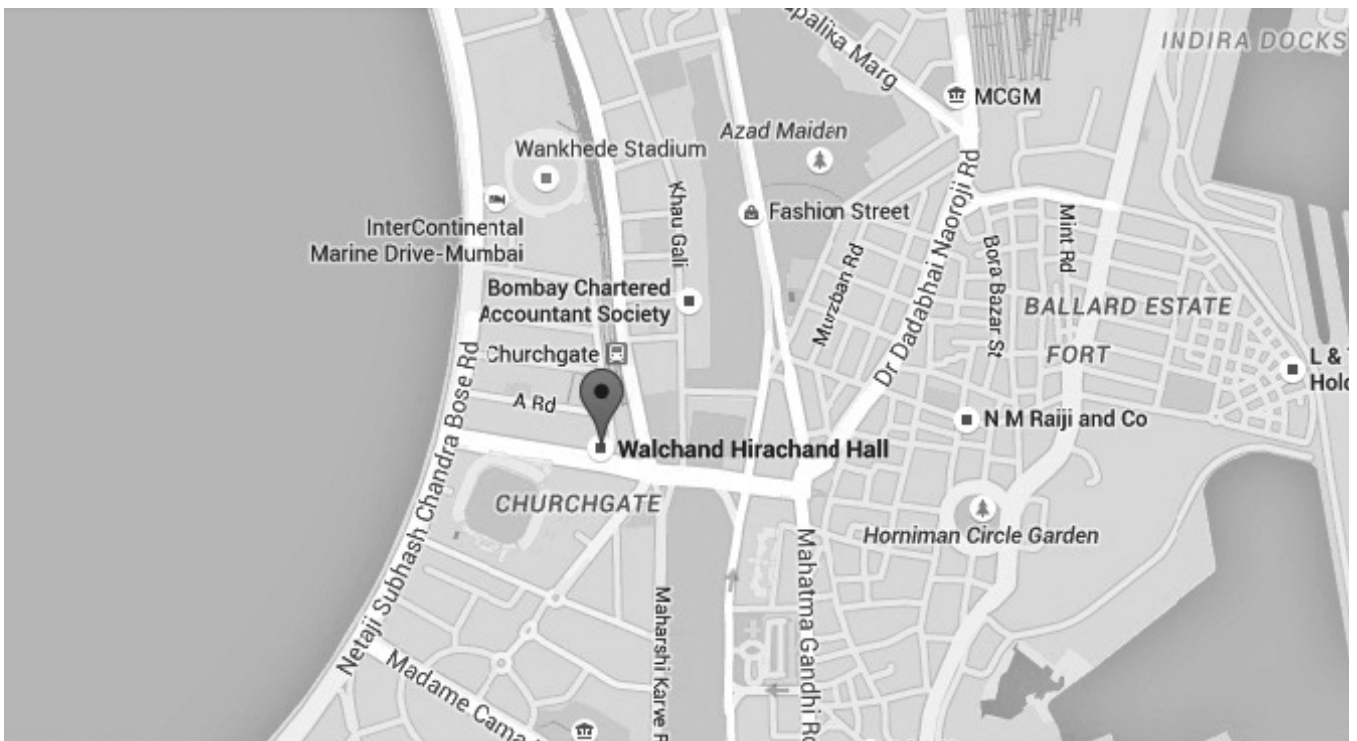 INDIRA DOCKS
apalika Marg
MCGM
Azad Maidan
Wankhede Stadium
Khau Gali
Fashion Street
InterContinental
Marine Drive-Mumbai
Dr Dadabhai Naoroji Rd
Mint Rd
Murzban Rd
Bora Bazar St
Bombay Chartered
Accountant Society
BALLARD ESTATE
Churchgate
FORT
L &
Hold
A Rd
N M Raiji and Co
Walchand Hirachand Hall
Netaji Subhash Chandra Bose Rd
CHURCHGATE
Horniman Circle Garden
Maharshi Karve R
Mahatma Gandhi Ro
Madame Cama